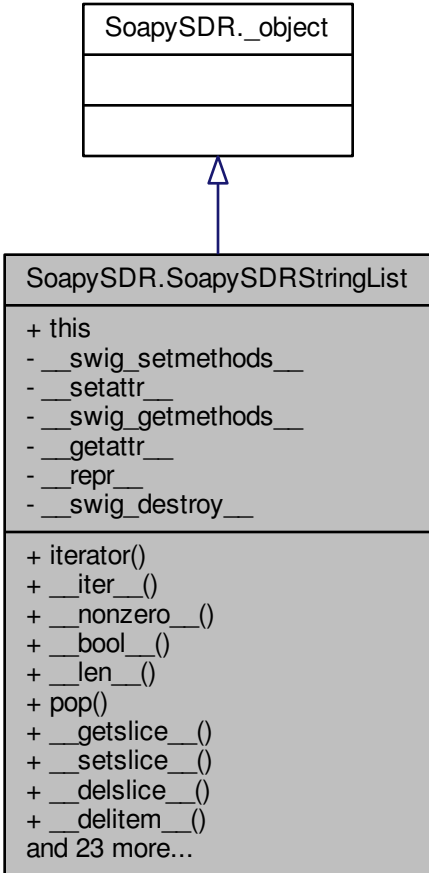 SoapySDR._object
SoapySDR.SoapySDRStringList
+ this
- __swig_setmethods__
- __setattr__
- __swig_getmethods__
- __getattr__
- __repr__
- __swig_destroy__
+ iterator()
+ __iter__()
+ __nonzero__()
+ __bool__()
+ __len__()
+ pop()
+ __getslice__()
+ __setslice__()
+ __delslice__()
+ __delitem__()
and 23 more...